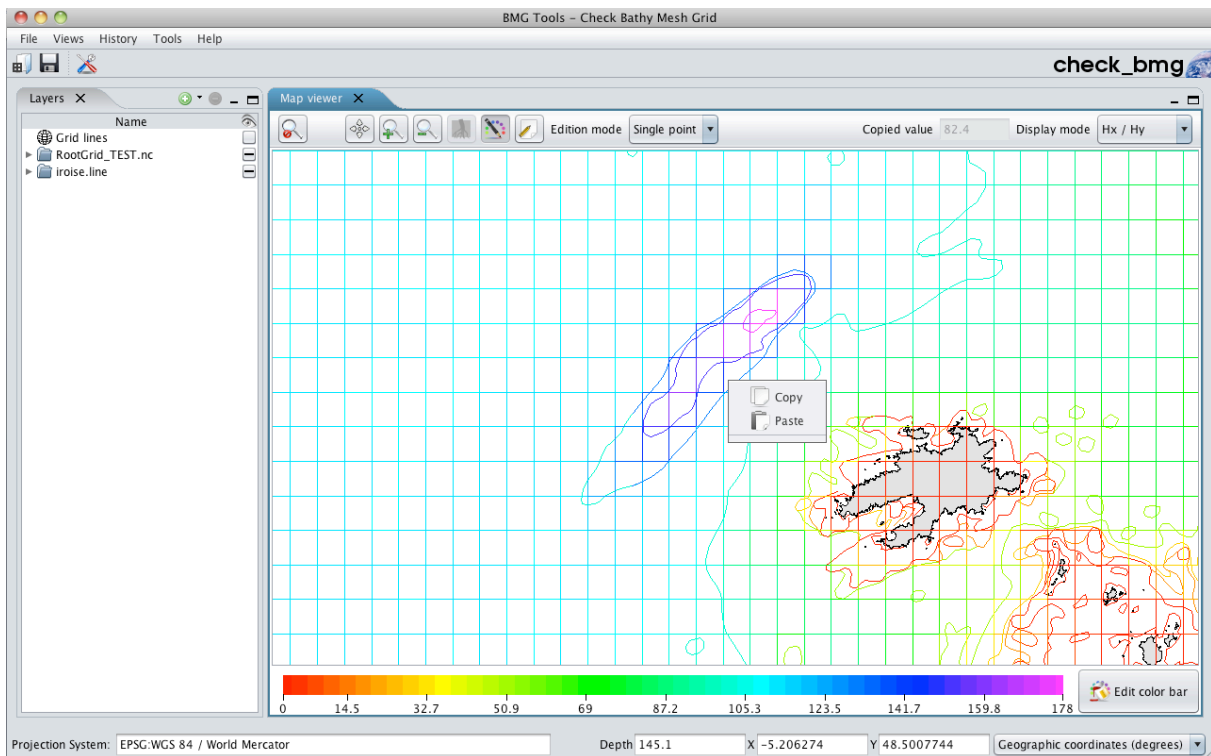 BMG Tools – Check Bathy Mesh Grid
File Views History Tools Help
check_bmg
Layers
Map viewer
Name
Grid lines
RootGrid_TEST.nc
iroise.line
Edition mode Single point Copied value 82.4 Display mode Hx / Hy
Copy
Paste
0 14.5 32.7 50.9 69 87.2 105.3 123.5 141.7 159.8 178
Edit color bar
Projection System: EPSG:WGS 84 / World Mercator Depth 145.1 X -5.206274 Y 48.5007744 Geographic coordinates (degrees)